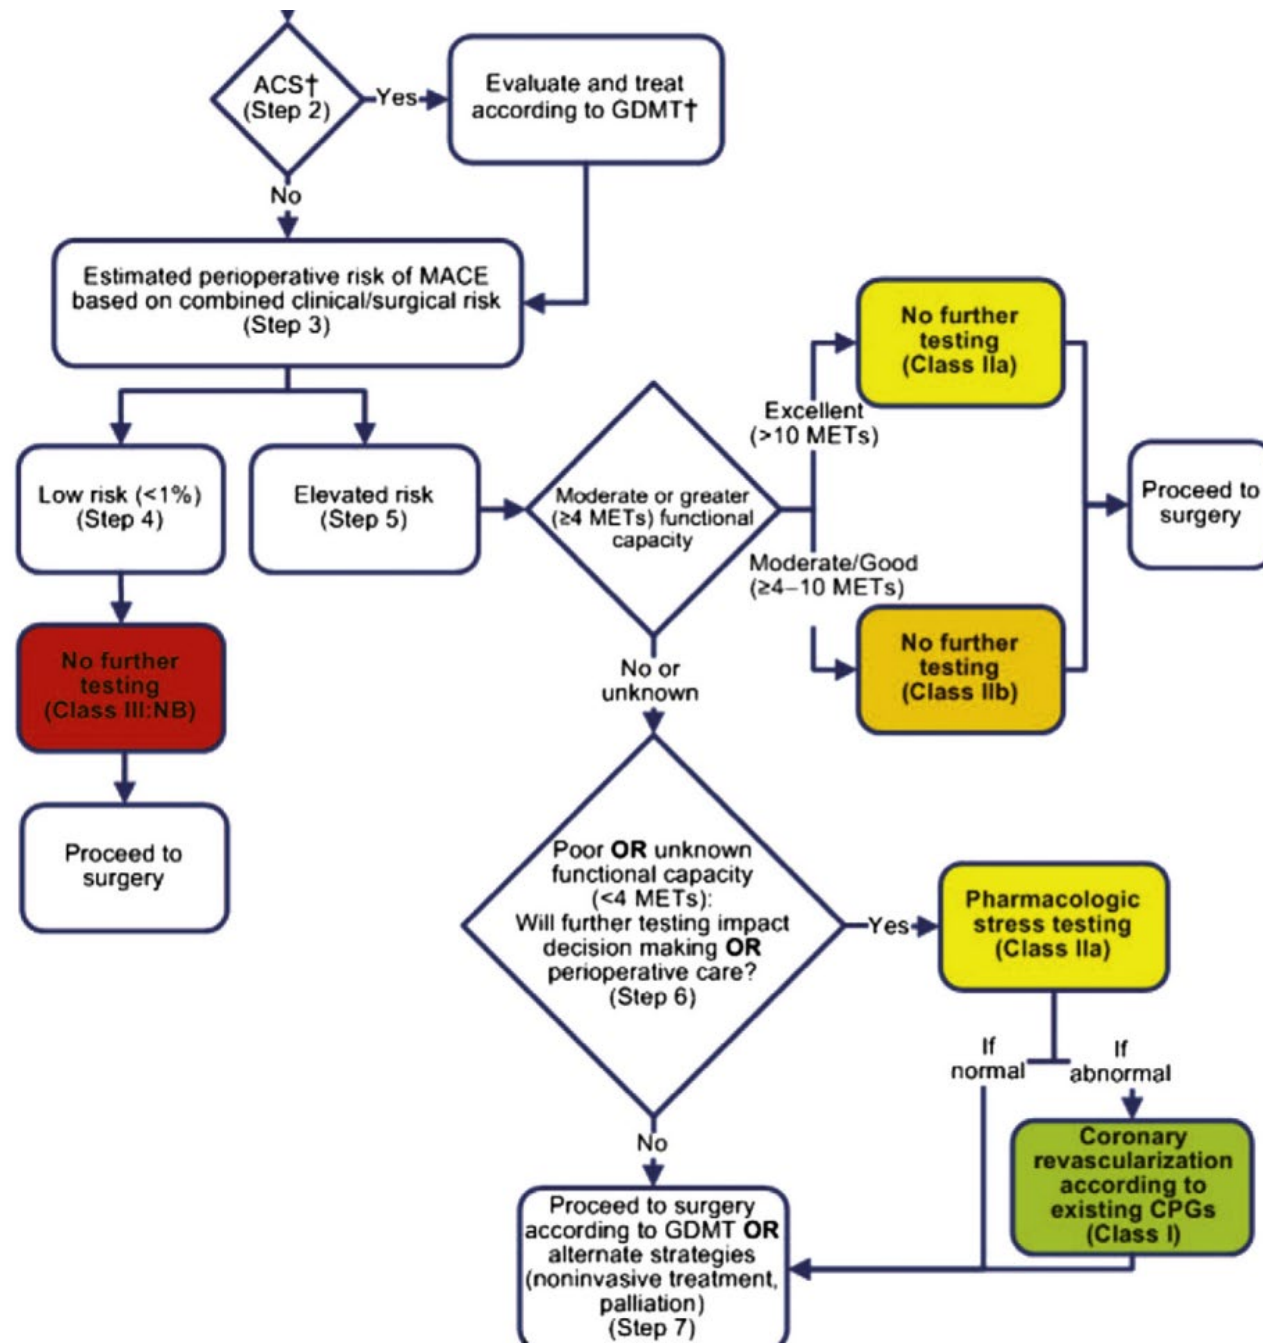 ACS†
(Step 2)
Yes
Evaluate and treat
according to GDMT†
No
Estimated perioperative risk of MACE
based on combined clinical/surgical risk
(Step 3)
Low risk (<1%)
(Step 4)
Elevated risk
(Step 5)
No further
testing
(Class III:NB)
Proceed to
surgery
Moderate or greater
(≥4 METs) functional
capacity
Excellent
(>10 METs)
No further
testing
(Class IIa)
Moderate/Good
(≥4–10 METs)
No further
testing
(Class IIb)
Proceed to
surgery
No or
unknown
Poor OR unknown
functional capacity
(<4 METs):
Will further testing impact
decision making OR
perioperative care?
(Step 6)
Yes
Pharmacologic
stress testing
(Class IIa)
If
normal
If
abnormal
Coronary
revascularization
according to
existing CPGs
(Class I)
No
Proceed to surgery
according to GDMT OR
alternate strategies
(noninvasive treatment,
palliation)
(Step 7)